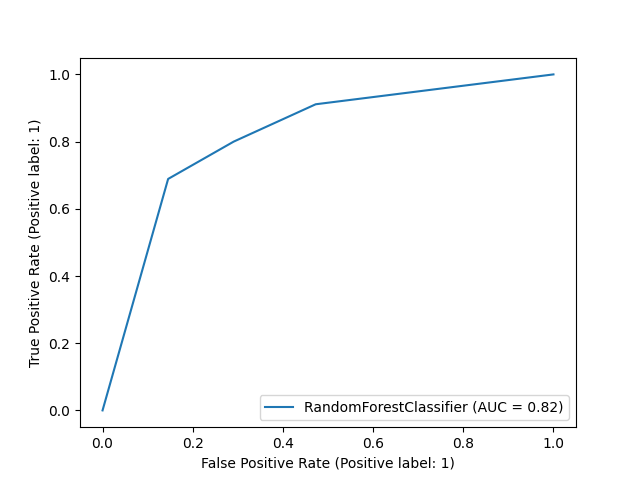 1.0
0.8
0.6
0.4
0.2
0.0
True Positive Rate (Positive label: 1)
RandomForestClassifier (AUC = 0.82)
0.0 0.2 0.4 0.6 0.8 1.0
False Positive Rate (Positive label: 1)